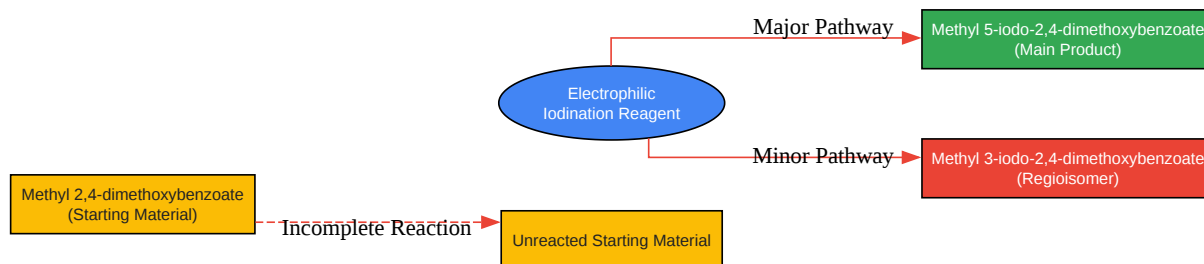 Major Pathway
Methyl 5-iodo-2,4-dimethoxybenzoate
(Main Product)
Electrophilic
Iodination Reagent
Minor Pathway
Methyl 3-iodo-2,4-dimethoxybenzoate
(Regioisomer)
Methyl 2,4-dimethoxybenzoate
(Starting Material)
Incomplete Reaction
Unreacted Starting Material